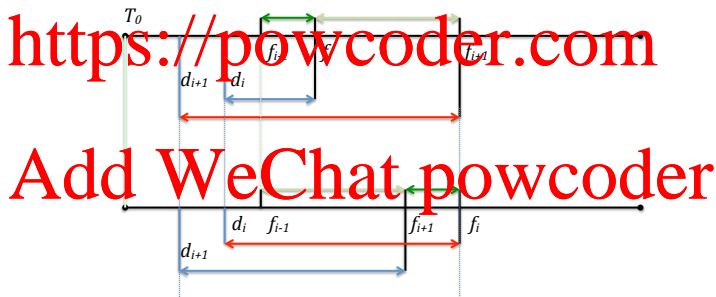 T0
https://powcoder.com
fi-1 fi fi+1
di+1 di
Add WeChat powcoder
di fi-1 fi+1 fi
di+1